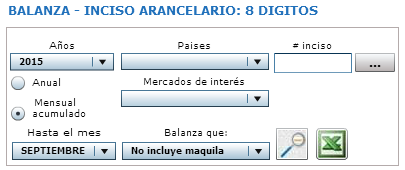 BALANZA - INCISO ARANCELARIO: 8 DIGITOS
Años Paises # inciso
2015 ...
Anual Mercados de interés
Mensual
acumulado
Hasta el mes Balanza que:
SEPTIEMBRE No incluye maquila